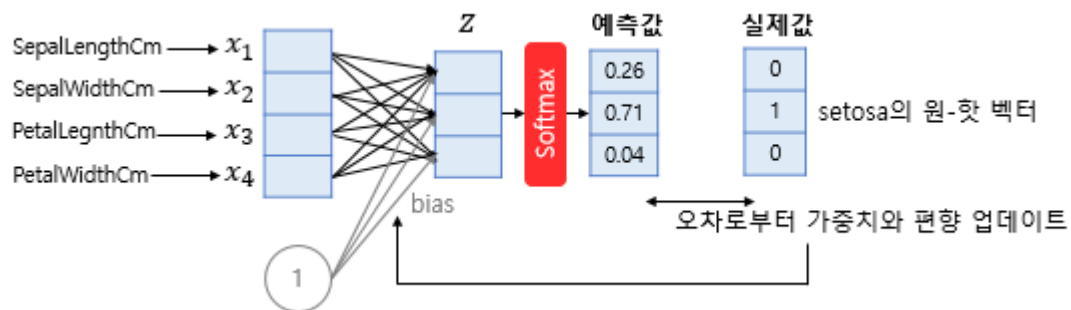 SepalLengthCm x₁
SepalWidthCm x₂
PetalLegnthCm x₃
PetalWidthCm x₄
1
bias
Z
Softmax
예측값
0.26
0.71
0.04
실제값
0
1
0
setosa의 원-핫 벡터
오차로부터 가중치와 편향 업데이트